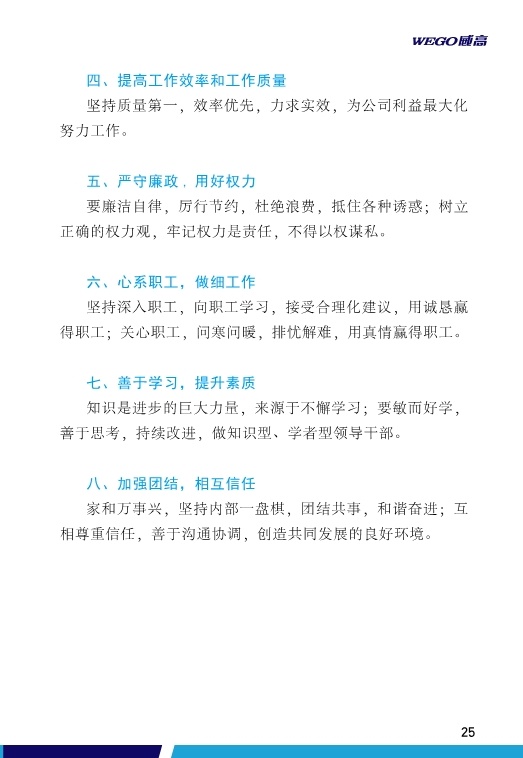 WEGO威高
四、提高工作效率和工作质量
坚持质量第一，效率优先，力求实效，为公司利益最大化
努力工作。
五、严守廉政，用好权力
要廉洁自律，厉行节约，杜绝浪费，抵住各种诱惑；树立
正确的权力观，牢记权力是责任，不得以权谋私。
六、心系职工，做细工作
坚持深入职工，向职工学习，接受合理化建议，用诚恳赢
得职工；关心职工，问寒问暖，排忧解难，用真情赢得职工。
七、善于学习，提升素质
知识是进步的巨大力量，来源于不懈学习；要敏而好学，
善于思考，持续改进，做知识型、学者型领导干部。
八、加强团结，相互信任
家和万事兴，坚持内部一盘棋，团结共事，和谐奋进；互
相尊重信任，善于沟通协调，创造共同发展的良好环境。
25